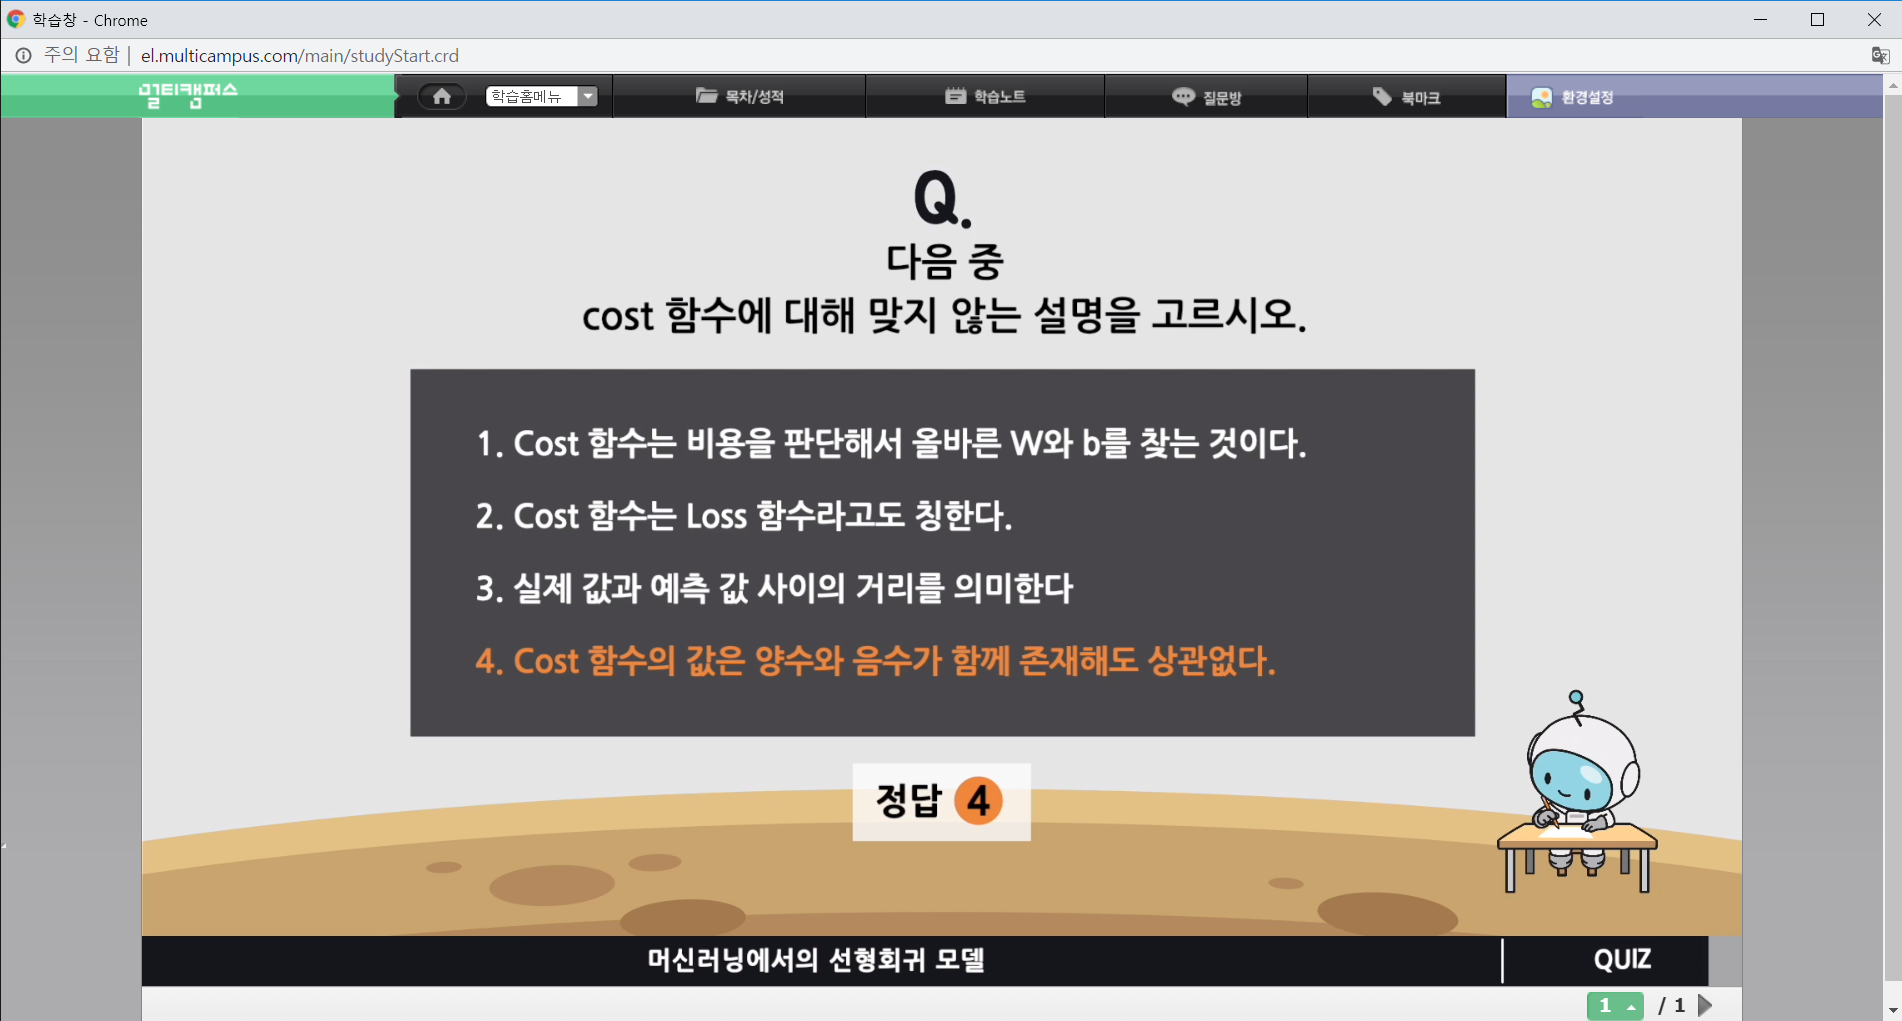 학습창 - Chrome
주의 요함 | el.multicampus.com/main/studyStart.crd
멀티캠퍼스
학습홈메뉴
목차/성적
학습노트
질문방
북마크
환경설정
Q.
다음 중
cost 함수에 대해 맞지 않는 설명을 고르시오.
1. Cost 함수는 비용을 판단해서 올바른 W와 b를 찾는 것이다.
2. Cost 함수는 Loss 함수라고도 칭한다.
3. 실제 값과 예측 값 사이의 거리를 의미한다
4. Cost 함수의 값은 양수와 음수가 함께 존재해도 상관없다.
정답 4
머신러닝에서의 선형회귀 모델
QUIZ
1 / 1